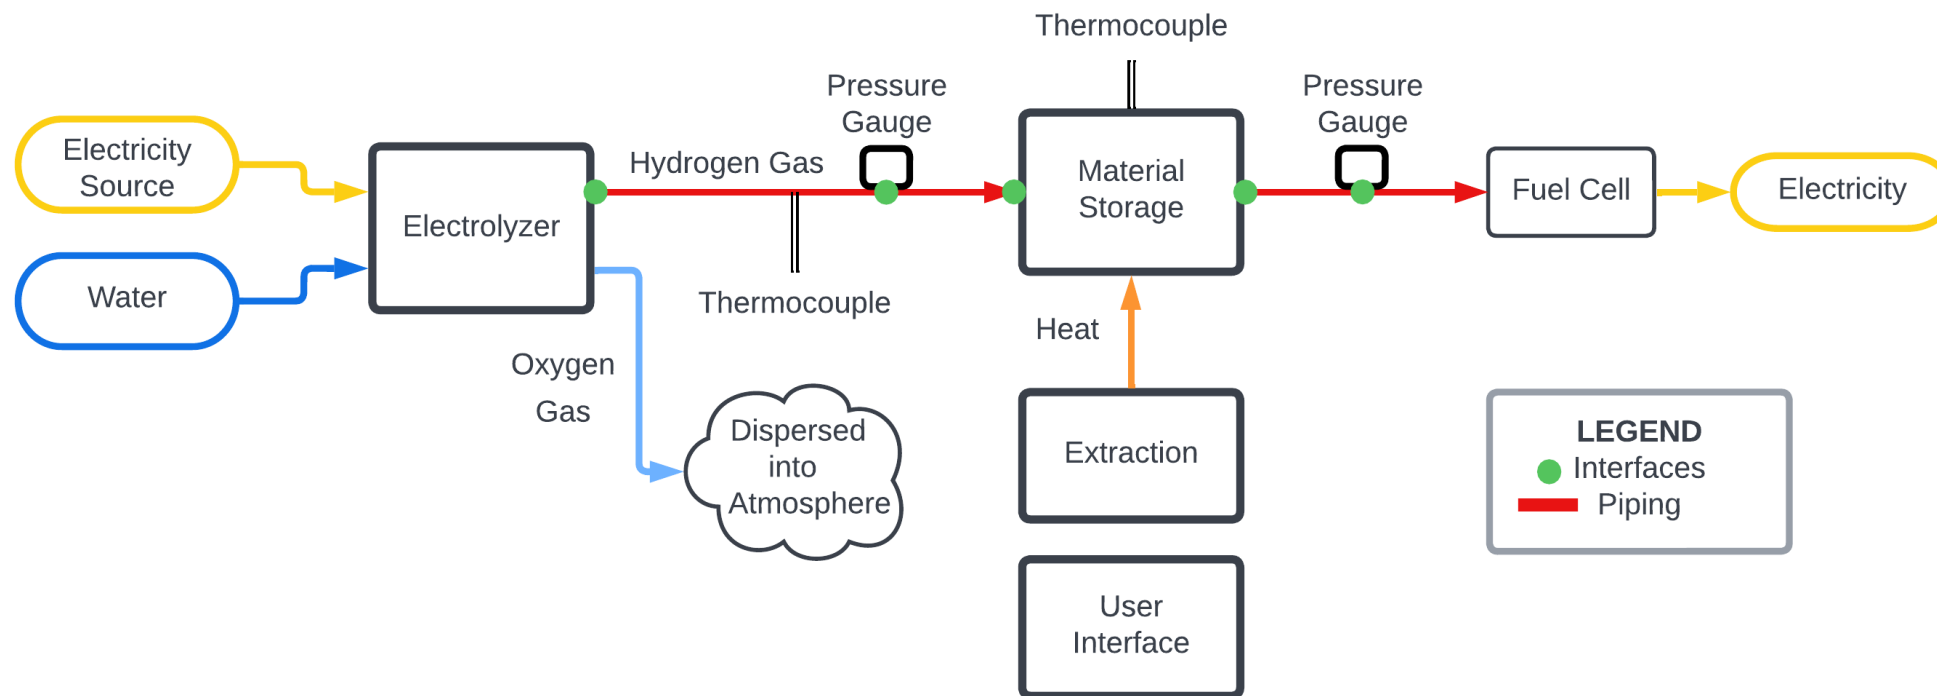 Thermocouple
Pressure
Gauge
Pressure
Gauge
Electricity
Source
Hydrogen Gas
Material
Storage
Fuel Cell
Electricity
Electrolyzer
Water
Thermocouple
Heat
Oxygen
Gas
Dispersed
into
Atmosphere
Extraction
LEGEND
Interfaces
Piping
User
Interface